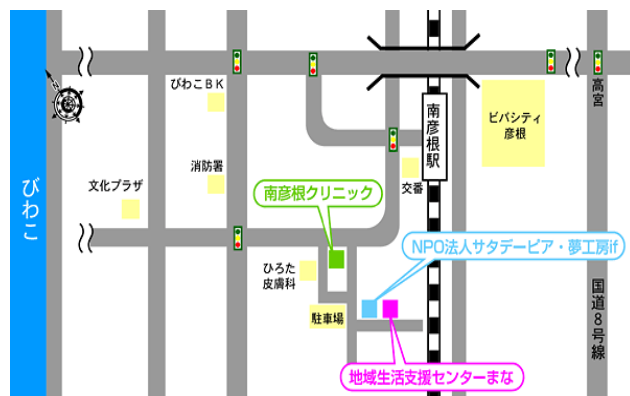 びわこBK
高宮
南彦根駅
ビバシティ
彦根
消防署
交番
文化プラザ
南彦根クリニック
びわこ
NPO法人サタデーピア・夢工房if
ひろた
皮膚科
国道8号線
駐車場
地域生活支援センターまな